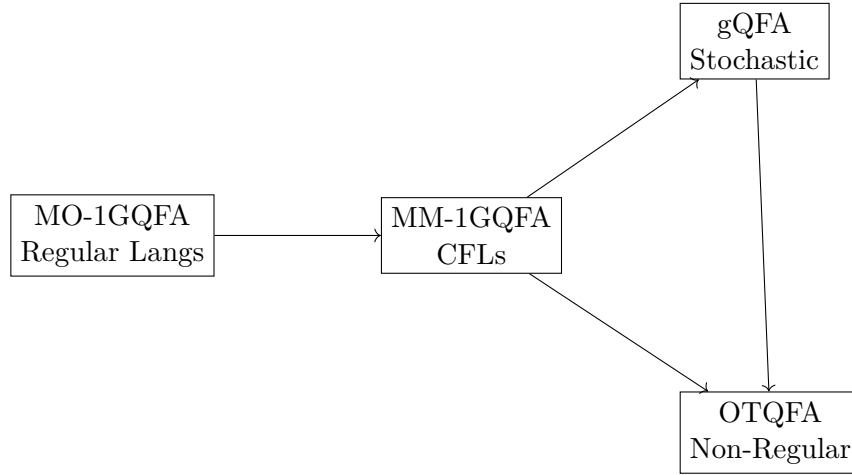 gQFA
Stochastic
MO-1GQFA
Regular Langs
MM-1GQFA
CFLs
OTQFA
Non-Regular